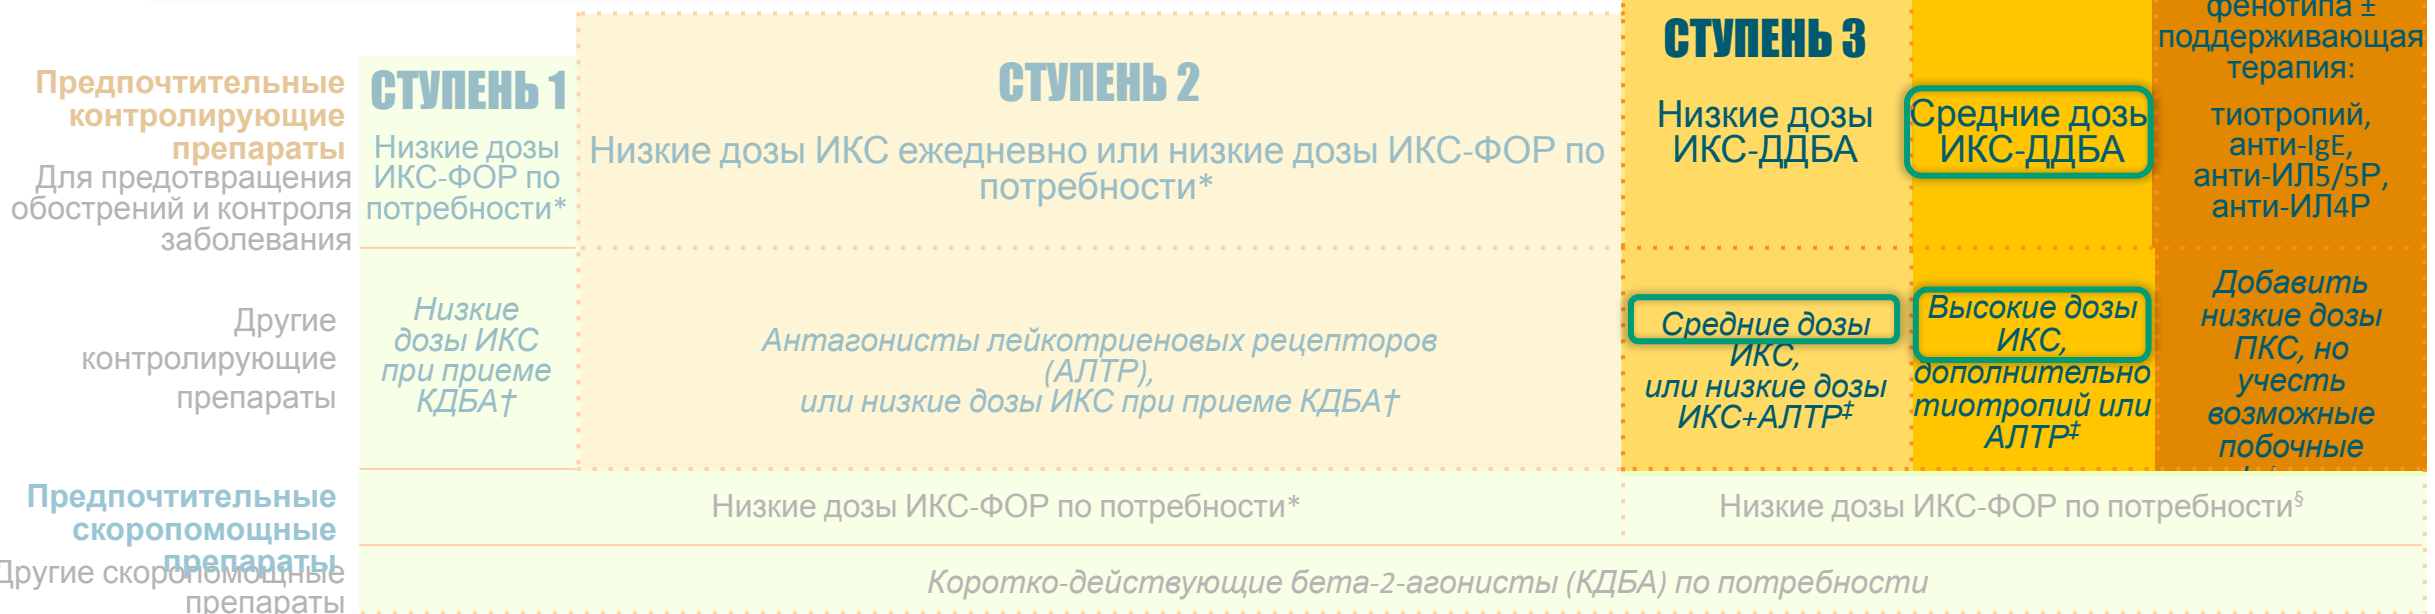 Предпочтительные
контролирующие
препараты
Для предотвращения
обострений и контроля
заболевания
СТУПЕНЬ 1
Низкие дозы
ИКС-ФОР по
потребности*
СТУПЕНЬ 2
Низкие дозы ИКС ежедневно или низкие дозы ИКС-ФОР по
потребности*
СТУПЕНЬ 3
Низкие дозы
ИКС-ДДБА
Средние дозы
ИКС-ДДБА
фенотипа ±
поддерживающая
терапия:
тиотропий,
анти-IgE,
анти-ИЛ5/5Р,
анти-ИЛ4Р
Другие
контролирующие
препараты
Низкие
дозы ИКС
при приеме
КДБА†
Антагонисты лейкотриеновых рецепторов
(АЛТР),
или низкие дозы ИКС при приеме КДБА†
Средние дозы
ИКС,
или низкие дозы
ИКС+АЛТР‡
Высокие дозы
ИКС,
дополнительно
тиотропий или
АЛТР‡
Добавить
низкие дозы
ПКС, но
учесть
возможные
побочные
Предпочтительные
скоропомощные
препараты
Низкие дозы ИКС-ФОР по потребности*
Низкие дозы ИКС-ФОР по потребности§
Другие скоропомощные
препараты
Коротко-действующие бета-2-агонисты (КДБА) по потребности